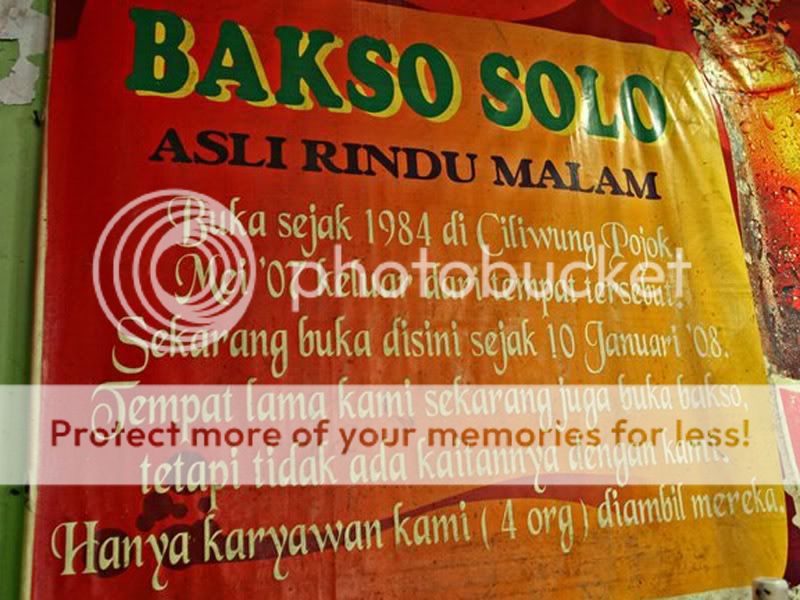 BAKSO SOLO
ASLI RINDU MALAM
Buka sejak 1984 di Ciliwung Pojok
Mei '07 keluar dari tempat tersebut.
Sekarang buka disini sejak 10 Januari '08.
Tempat lama kami sekarang juga buka bakso,
tetapi tidak ada kaitannya dengan kami.
Hanya karyawan kami ( 4 org ) diambil mereka.
photobucket
Protect more of your memories for less!